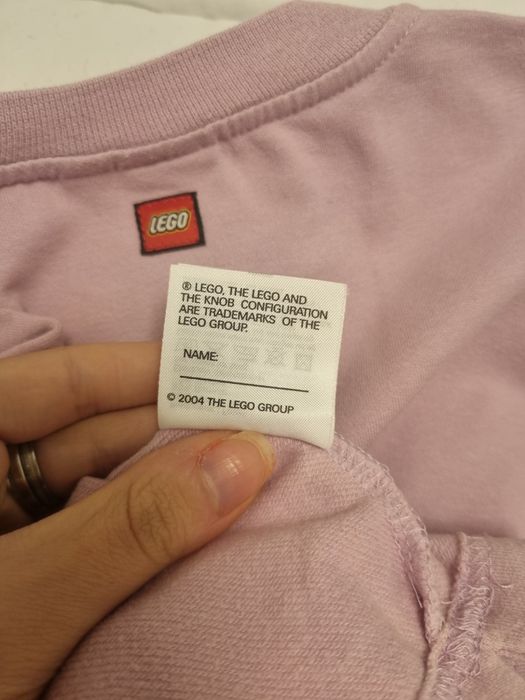 LEGO
® LEGO, THE LEGO AND
THE KNOB CONFIGURATION
ARE TRADEMARKS OF THE
LEGO GROUP.
NAME:
© 2004 THE LEGO GROUP